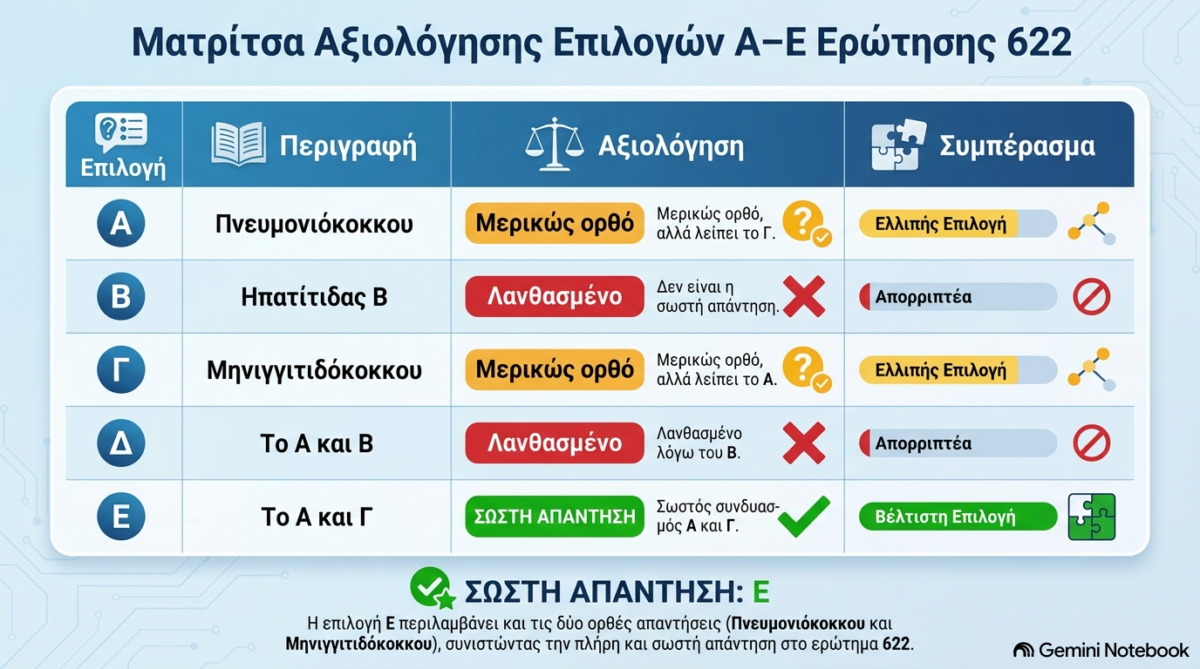 Ματρίτσα Αξιολόγησης Επιλογών Α–Ε Ερώτησης 622
Επιλογή
Περιγραφή
Αξιολόγηση
Συμπέρασμα
Α
Πνευμονιόκοκκου
Μερικώς ορθό
Μερικώς ορθό,
αλλά λείπει το Γ.
Ελλιπής Επιλογή
Β
Ηπατίτιδας Β
Λανθασμένο
Δεν είναι η
σωστή απάντηση.
Απορριπτέα
Γ
Μηνιγγιτιδόκοκκου
Μερικώς ορθό
Μερικώς ορθό,
αλλά λείπει το Α.
Ελλιπής Επιλογή
Δ
Το Α και Β
Λανθασμένο
Λανθασμένο
λόγω του Β.
Απορριπτέα
Ε
Το Α και Γ
ΣΩΣΤΗ ΑΠΑΝΤΗΣΗ
Σωστός συνδυασ-
μός Α και Γ.
Βέλτιστη Επιλογή
ΣΩΣΤΗ ΑΠΑΝΤΗΣΗ: Ε
Η επιλογή Ε περιλαμβάνει και τις δύο ορθές απαντήσεις (Πνευμονιόκοκκου και
Μηνιγγιτιδόκοκκου), συνιστώντας την πλήρη και σωστή απάντηση στο ερώτημα 622.
Gemini Notebook